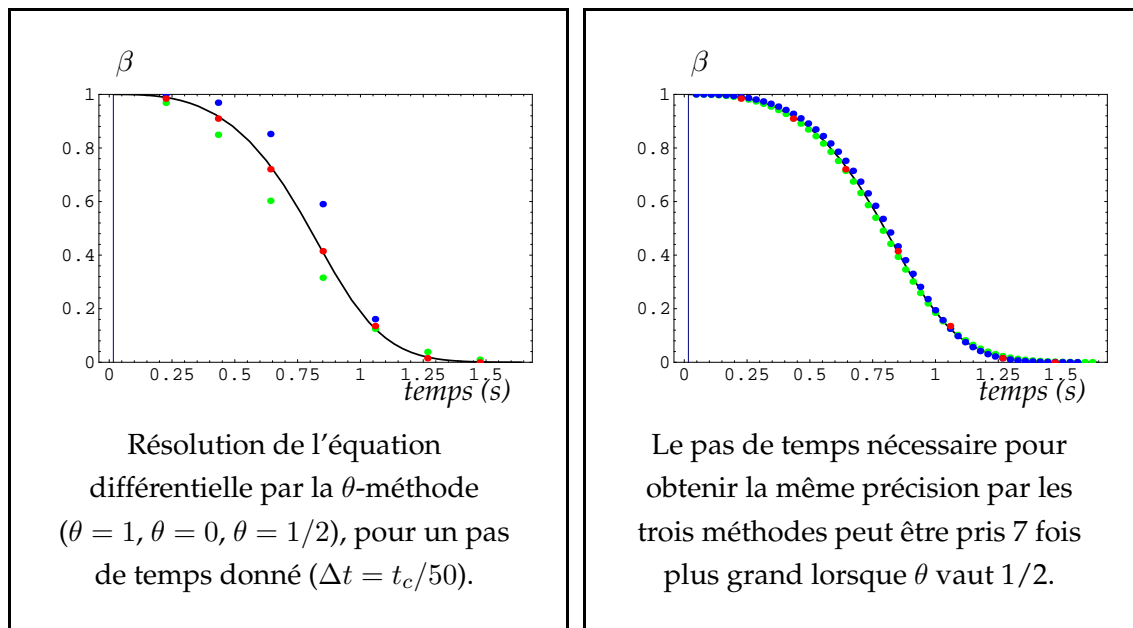 β
1
0.8
0.6
0.4
0.2
0
0 0.25 0.5 0.75 1 1.25 1.5
temps (s)
Résolution de l'équation
différentielle par la θ-méthode
(θ = 1, θ = 0, θ = 1/2), pour un pas
de temps donné (Δt = t_c/50).
β
1
0.8
0.6
0.4
0.2
0
0 0.25 0.5 0.75 1 1.25 1.5
temps (s)
Le pas de temps nécessaire pour
obtenir la même précision par les
trois méthodes peut être pris 7 fois
plus grand lorsque θ vaut 1/2.